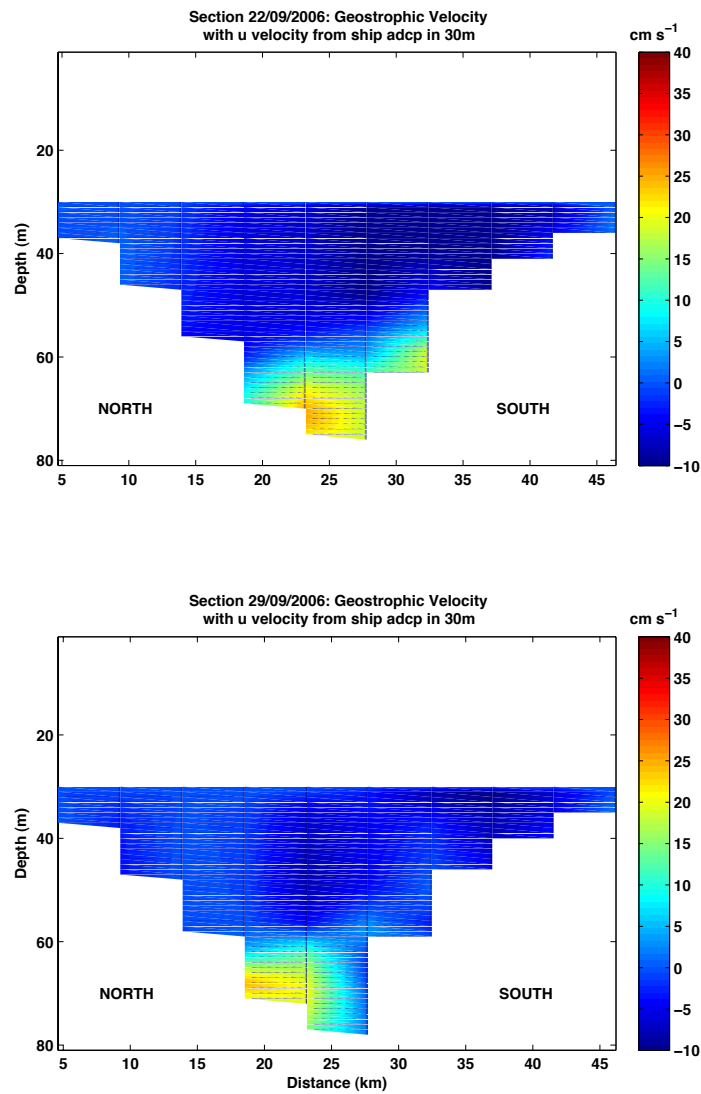 Section 22/09/2006: Geostrophic Velocity
with u velocity from ship adcp in 30m
cm s⁻¹
40
35
30
25
20
15
10
5
0
−5
−10
Depth (m)
20
40
60
80
NORTH
SOUTH
5 10 15 20 25 30 35 40 45
Section 29/09/2006: Geostrophic Velocity
with u velocity from ship adcp in 30m
cm s⁻¹
40
35
30
25
20
15
10
5
0
−5
−10
Depth (m)
20
40
60
80
NORTH
SOUTH
5 10 15 20 25 30 35 40 45
Distance (km)